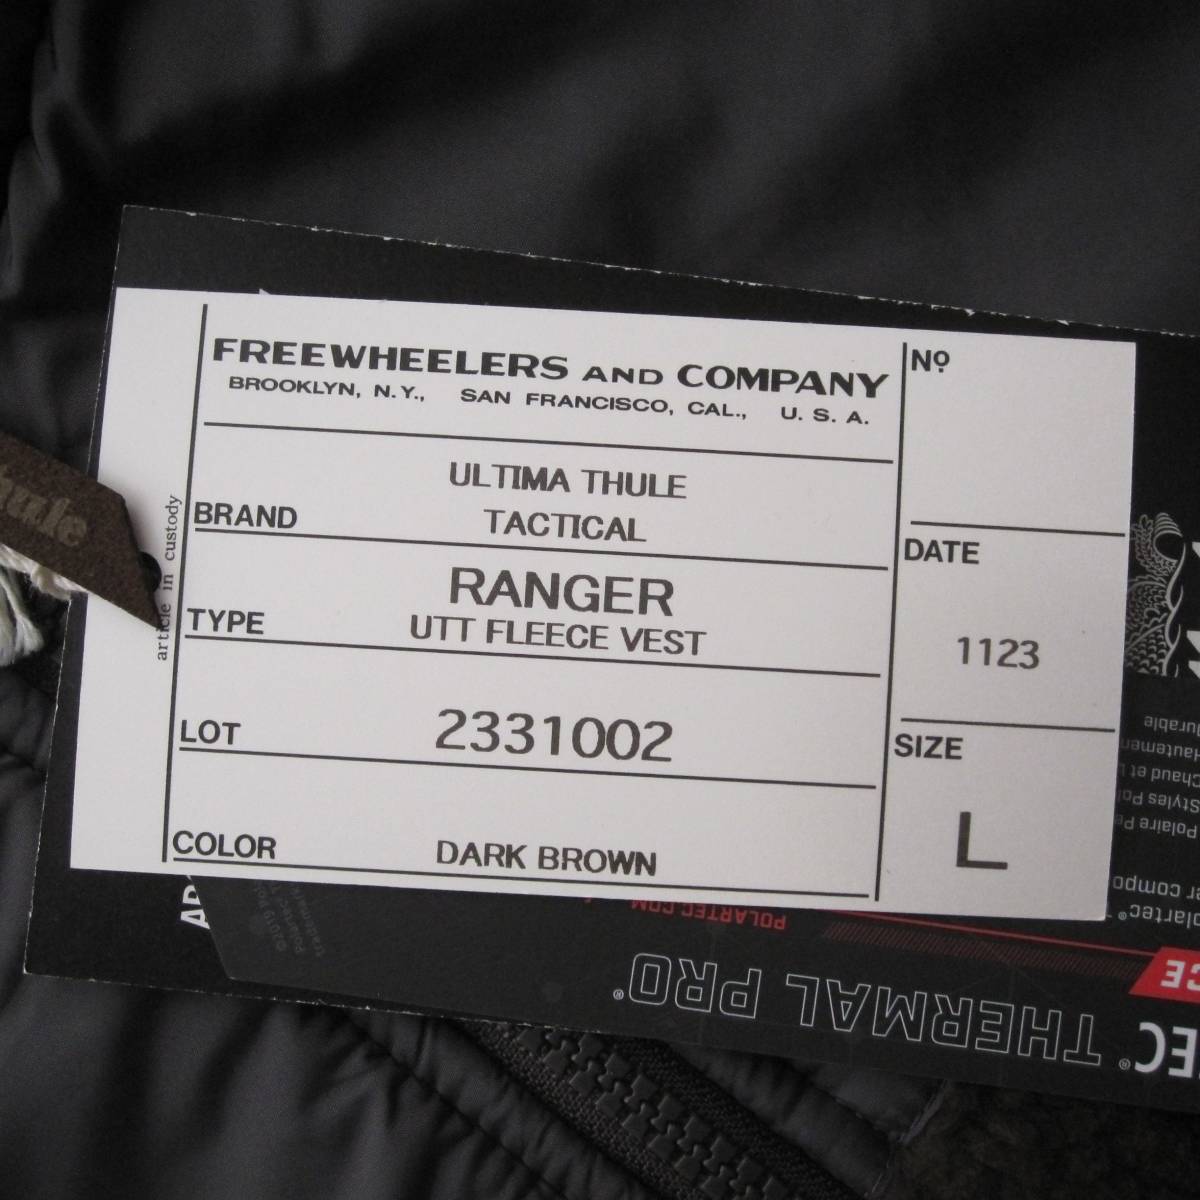 FREEWHEELERS AND COMPANY
BROOKLYN, N.Y., SAN FRANCISCO, CAL., U.S.A.
Nº
BRAND
ULTIMA THULE
TACTICAL
DATE
1123
TYPE
RANGER
UTT FLEECE VEST
LOT
2331002
SIZE
L
COLOR
DARK BROWN
article in custody
POLARTEC.COM
THERMAL PRO®